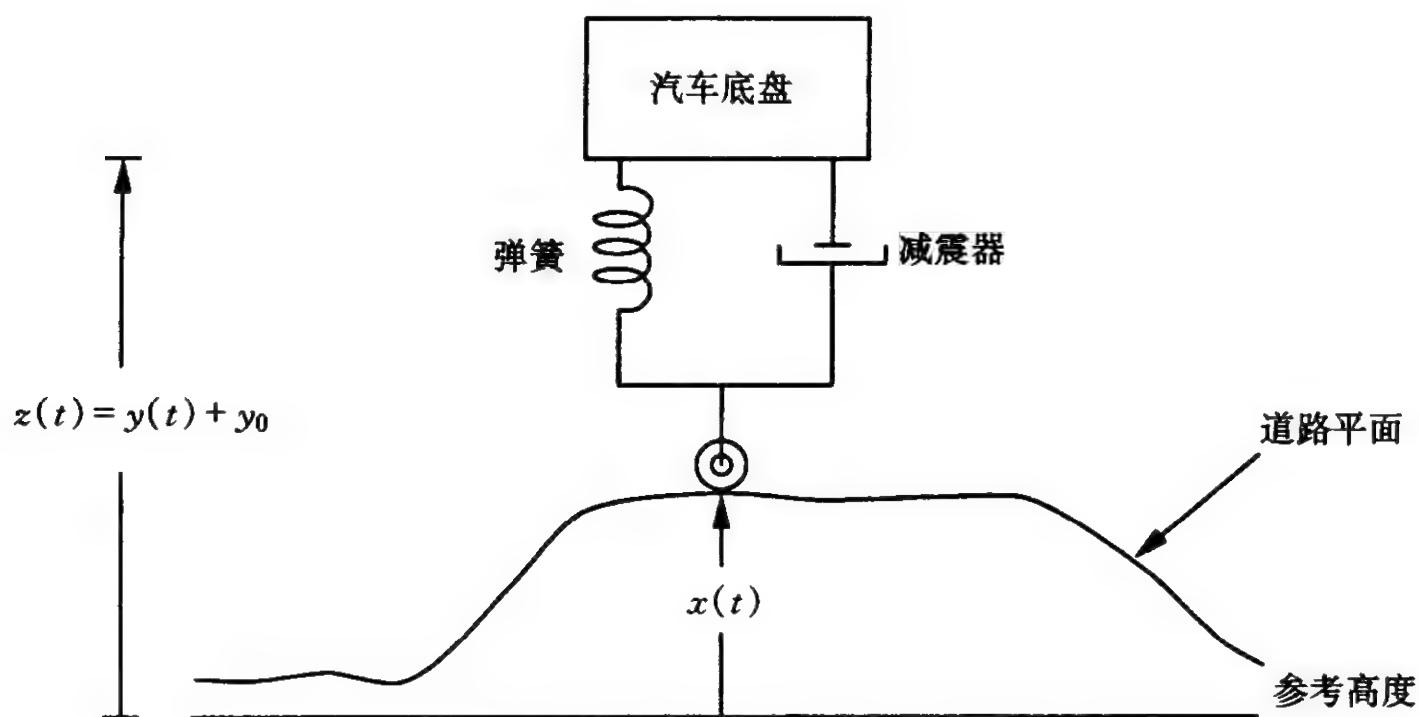 汽车底盘
弹簧
减震器
z(t) = y(t) + y₀
道路平面
x(t)
参考高度